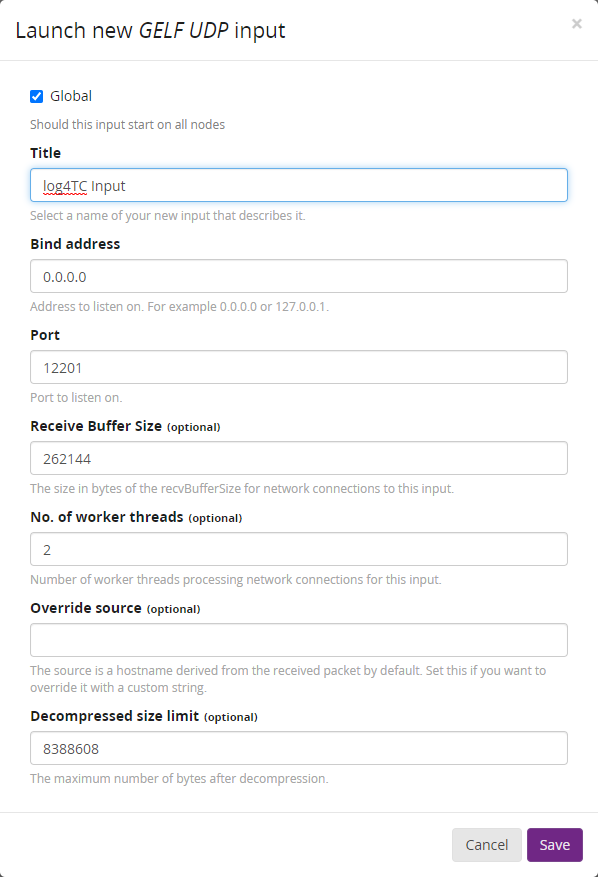 Launch new GELF UDP input
×
Global
Should this input start on all nodes
Title
log4TC Input
Select a name of your new input that describes it.
Bind address
0.0.0.0
Address to listen on. For example 0.0.0.0 or 127.0.0.1.
Port
12201
Port to listen on.
Receive Buffer Size (optional)
262144
The size in bytes of the recvBufferSize for network connections to this input.
No. of worker threads (optional)
2
Number of worker threads processing network connections for this input.
Override source (optional)
The source is a hostname derived from the received packet by default. Set this if you want to
override it with a custom string.
Decompressed size limit (optional)
8388608
The maximum number of bytes after decompression.
Cancel Save